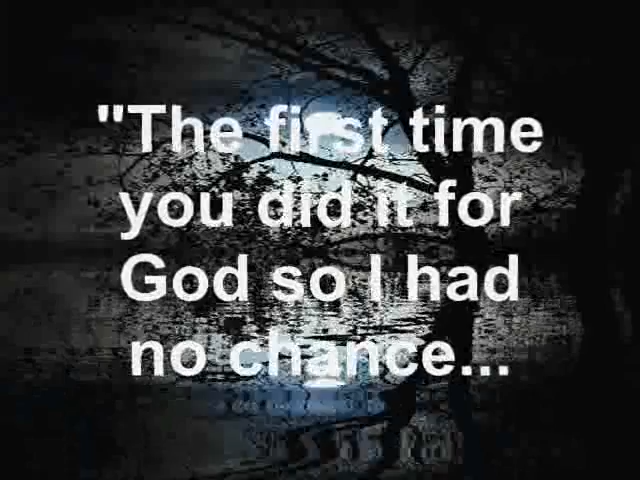 "The first time
you did it for
God so I had
no chance...